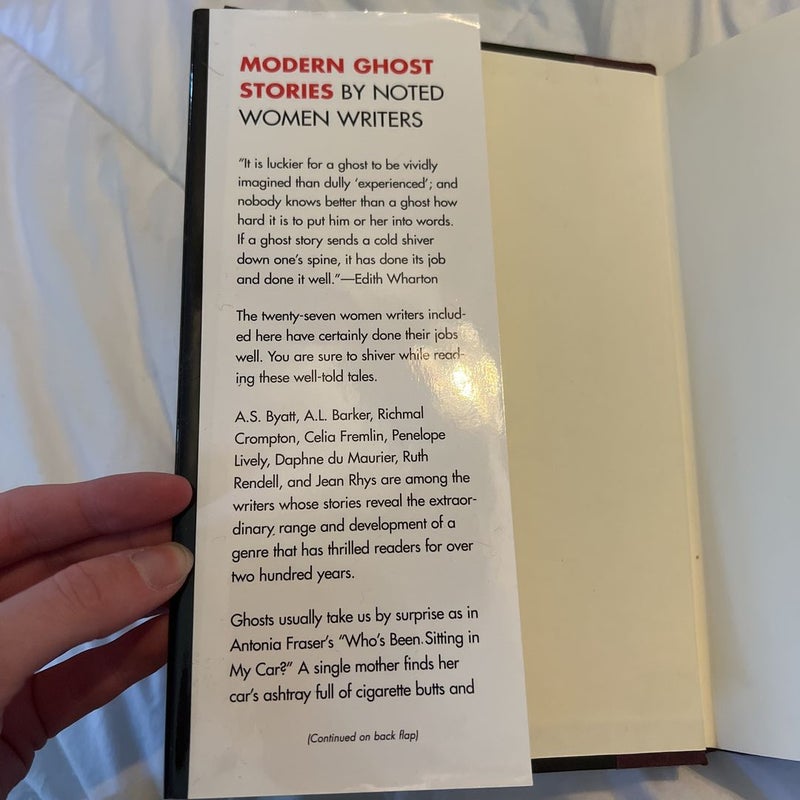 MODERN GHOST
STORIES BY NOTED
WOMEN WRITERS
"It is luckier for a ghost to be vividly
imagined than dully 'experienced'; and
nobody knows better than a ghost how
hard it is to put him or her into words.
If a ghost story sends a cold shiver
down one's spine, it has done its job
and done it well."—Edith Wharton
The twenty-seven women writers includ-
ed here have certainly done their jobs
well. You are sure to shiver while read-
ing these well-told tales.
A.S. Byatt, A.L. Barker, Richmal
Crompton, Celia Fremlin, Penelope
Lively, Daphne du Maurier, Ruth
Rendell, and Jean Rhys are among the
writers whose stories reveal the extraor-
dinary range and development of a
genre that has thrilled readers for over
two hundred years.
Ghosts usually take us by surprise as in
Antonia Fraser's "Who's Been Sitting in
My Car?" A single mother finds her
car's ashtray full of cigarette butts and
(Continued on back flap)